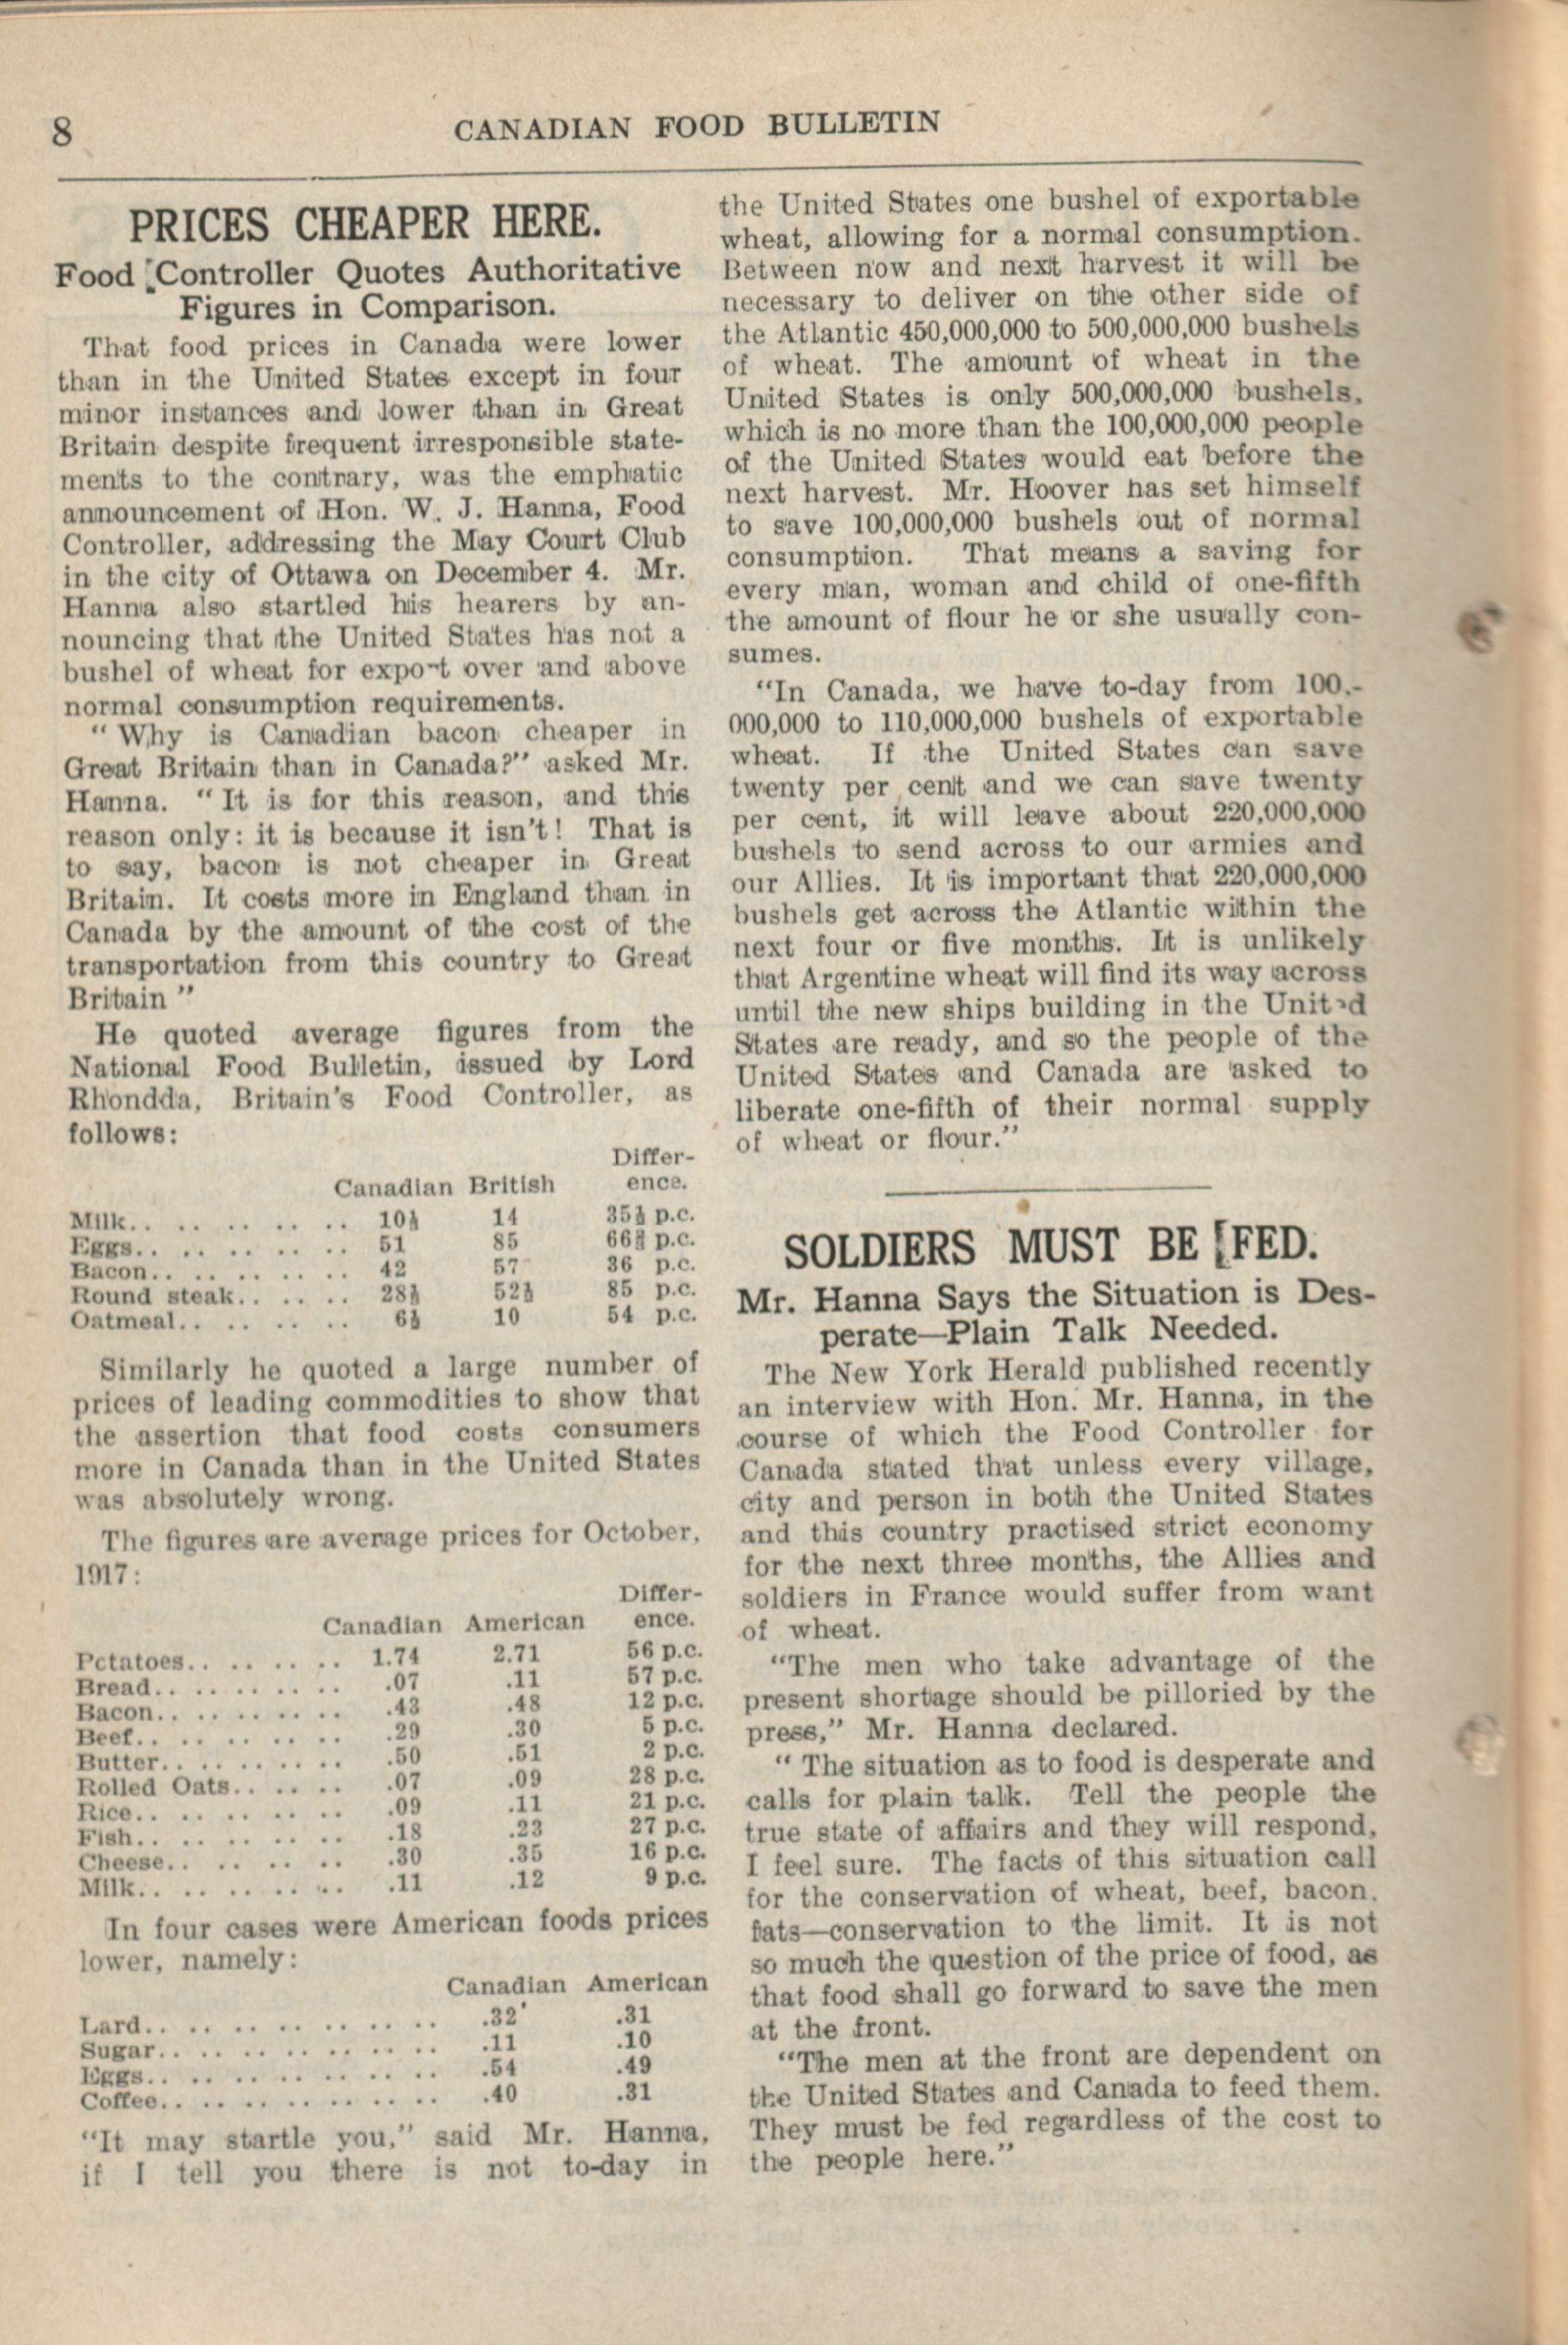 8
CANADIAN FOOD BULLETIN
PRICES CHEAPER HERE.
Food Controller Quotes Authoritative
Figures in Comparison.
That food prices in Canada were lower
than in the United States except in four
minor instances and lower than in Great
Britain despite frequent irresponsible state-
ments to the contrary, was the emphatic
announcement of Hon. W. J. Hanna, Food
Controller, addressing the May Court Club
in the city of Ottawa on December 4. Mr.
Hanna also startled his hearers by an-
nouncing that the United States has not a
bushel of wheat for export over and above
normal consumption requirements.
"Why is Canadian bacon cheaper in
Great Britain than in Canada?" asked Mr.
Hanna. "It is for this reason, and this
reason only: it is because it isn't! That is
to say, bacon is not cheaper in Great
Britain. It costs more in England than in
Canada by the amount of the cost of the
transportation from this country to Great
Britain"
He quoted average figures from the
National Food Bulletin, issued by Lord
Rhondda, Britain's Food Controller, as
follows:
Differ-
Canadian British ence.
Milk.. .. .. .. .. .. 14 p.c.
Eggs.. .. .. .. .. .. 51 85 p.c.
Bacon.. .. .. .. .. .. 42 57 36 p.c.
Round steak.. .. .. .. 28½ 52½ 85 p.c.
Oatmeal.. .. .. .. .. 6½ 10 54 p.c.
Similarly he quoted a large number of
prices of leading commodities to show that
the assertion that food costs consumers
more in Canada than in the United States
was absolutely wrong.
The figures are average prices for October,
1917:
Differ-
Canadian American ence.
Potatoes.. .. .. .. .. 1.74 2.71 56 p.c.
Bread.. .. .. .. .. .. .07 .11 57 p.c.
Bacon.. .. .. .. .. .. .43 .48 12 p.c.
Beef.. .. .. .. .. .. .29 .30 5 p.c.
Butter.. .. .. .. .. .. .50 .51 2 p.c.
Rolled Oats.. .. .. .. .07 .09 28 p.c.
Rice.. .. .. .. .. .. .09 .11 21 p.c.
Fish.. .. .. .. .. .. .18 .23 27 p.c.
Cheese.. .. .. .. .. .30 .35 16 p.c.
Milk.. .. .. .. .. .. .11 .12 9 p.c.
In four cases were American foods prices
lower, namely:
Canadian American
Lard.. .. .. .. .. .. .. .. .32 .31
Sugar.. .. .. .. .. .. .. .. .11 .10
Eggs.. .. .. .. .. .. .. .. .54 .49
Coffee.. .. .. .. .. .. .. .. .40 .31
"It may startle you," said Mr. Hanna,
if I tell you there is not to-day in
the United States one bushel of exportable
wheat, allowing for a normal consumption.
Between now and next harvest it will be
necessary to deliver on the other side of
the Atlantic 450,000,000 to 500,000,000 bushels
of wheat. The amount of wheat in the
United States is only 500,000,000 bushels,
which is no more than the 100,000,000 people
of the United States would eat before the
next harvest. Mr. Hoover has set himself
to save 100,000,000 bushels out of normal
consumption. That means a saving for
every man, woman and child of one-fifth
the amount of flour he or she usually con-
sumes.
"In Canada, we have to-day from 100,-
000,000 to 110,000,000 bushels of exportable
wheat. If the United States can save
twenty per cent and we can save twenty
per cent, it will leave about 220,000,000
bushels to send across to our armies and
our Allies. It is important that 220,000,000
bushels get across the Atlantic within the
next four or five months. It is unlikely
that Argentine wheat will find its way across
until the new ships building in the United
States are ready, and so the people of the
United States and Canada are asked to
liberate one-fifth of their normal supply
of wheat or flour."
SOLDIERS MUST BE FED.
Mr. Hanna Says the Situation is Des-
perate—Plain Talk Needed.
The New York Herald published recently
an interview with Hon. Mr. Hanna, in the
course of which the Food Controller for
Canada stated that unless every village,
city and person in both the United States
and this country practised strict economy
for the next three months, the Allies and
soldiers in France would suffer from want
of wheat.
"The men who take advantage of the
present shortage should be pilloried by the
press," Mr. Hanna declared.
"The situation as to food is desperate and
calls for plain talk. Tell the people the
true state of affairs and they will respond,
I feel sure. The facts of this situation call
for the conservation of wheat, beef, bacon,
fats—conservation to the limit. It is not
so much the question of the price of food, as
that food shall go forward to save the men
at the front.
"The men at the front are dependent on
the United States and Canada to feed them.
They must be fed regardless of the cost to
the people here."